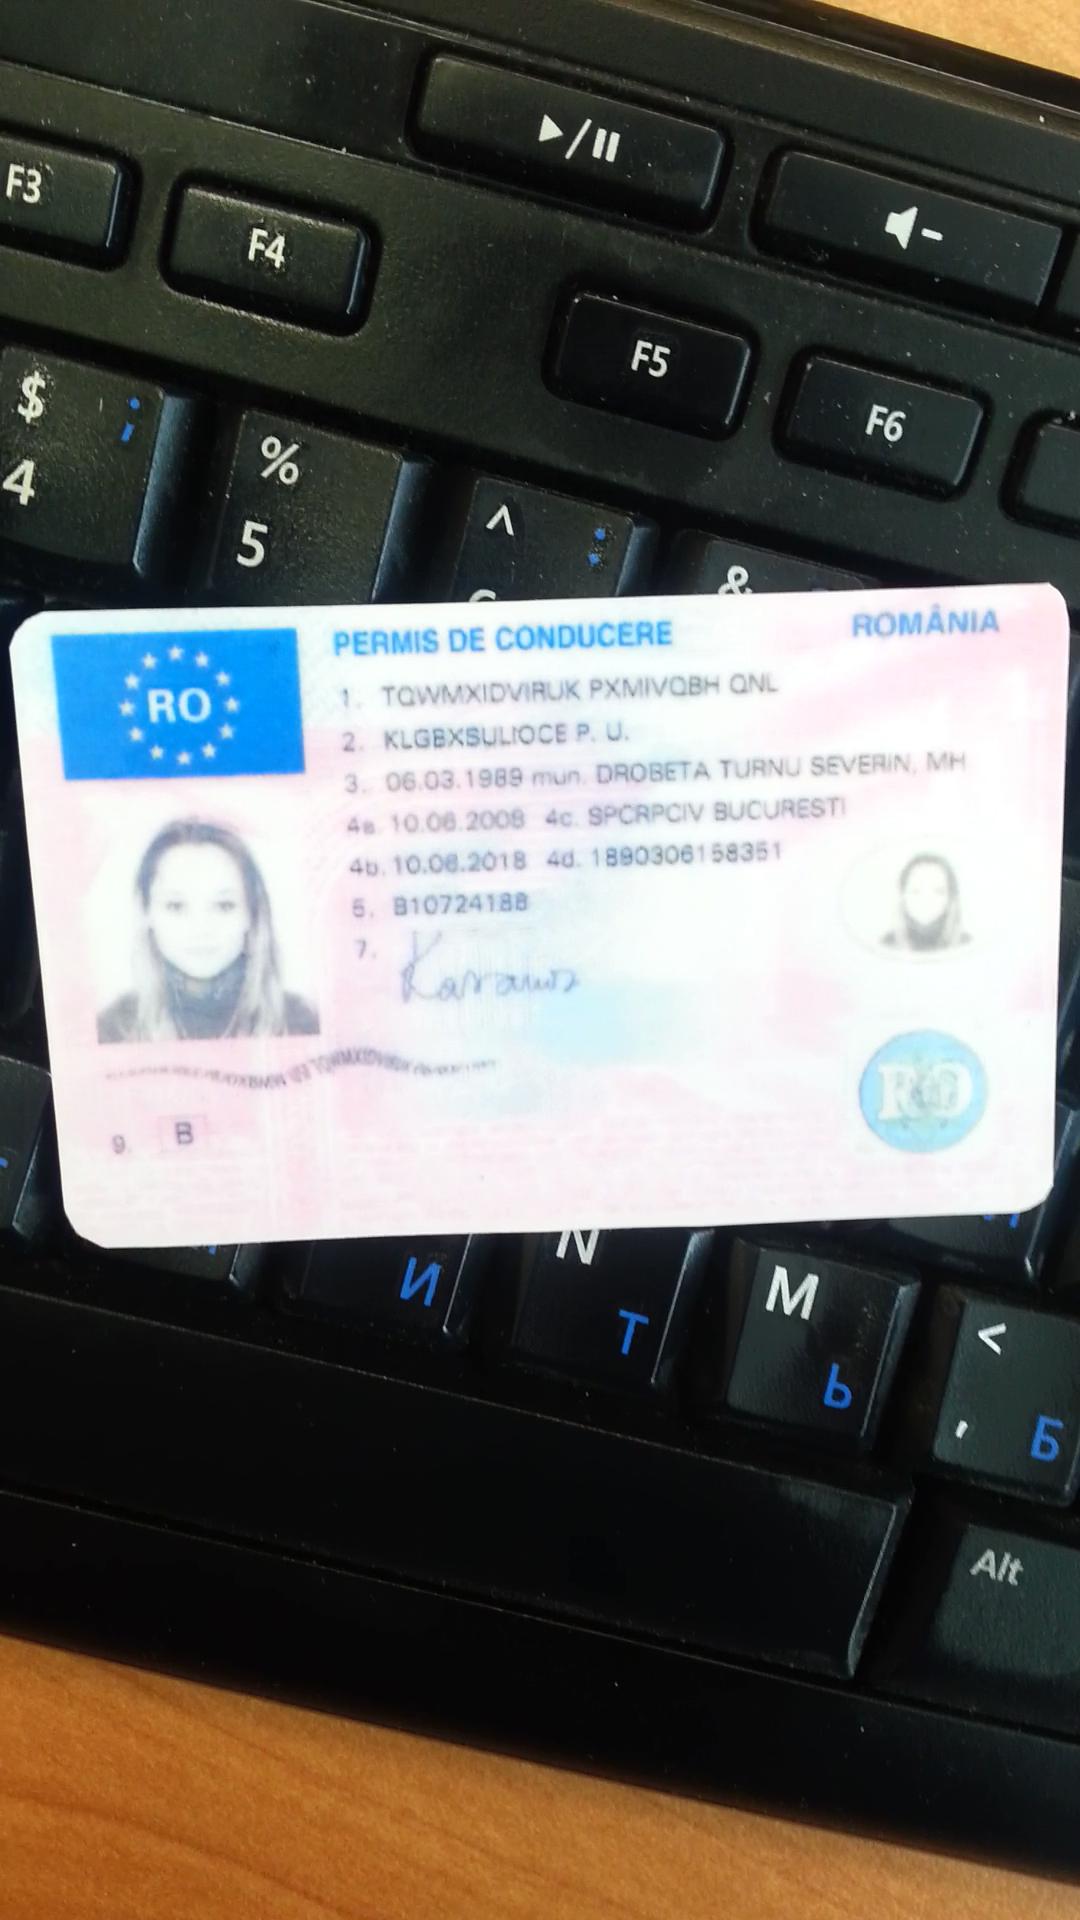 ▶/II
F3
F4
F5
F6
$
4
;
%
5
^
:
&
PERMIS DE CONDUCERE
ROMÂNIA
RO
1. TQWMXIDVIRUK PXMIVQBH QNL
2. KLGBXSULIOCE P. U.
3. 06.03.1989 mun. DROBETA TURNU SEVERIN, MH
4a. 10.06.2008 4c. SPCRPCIV BUCURESTI
4b. 10.06.2018 4d. 1890306158351
5. B10724188
7.
TQWMXIDVIRUK
9. B
RO
И
N
Т
M
Ь
<
,
Б
Alt